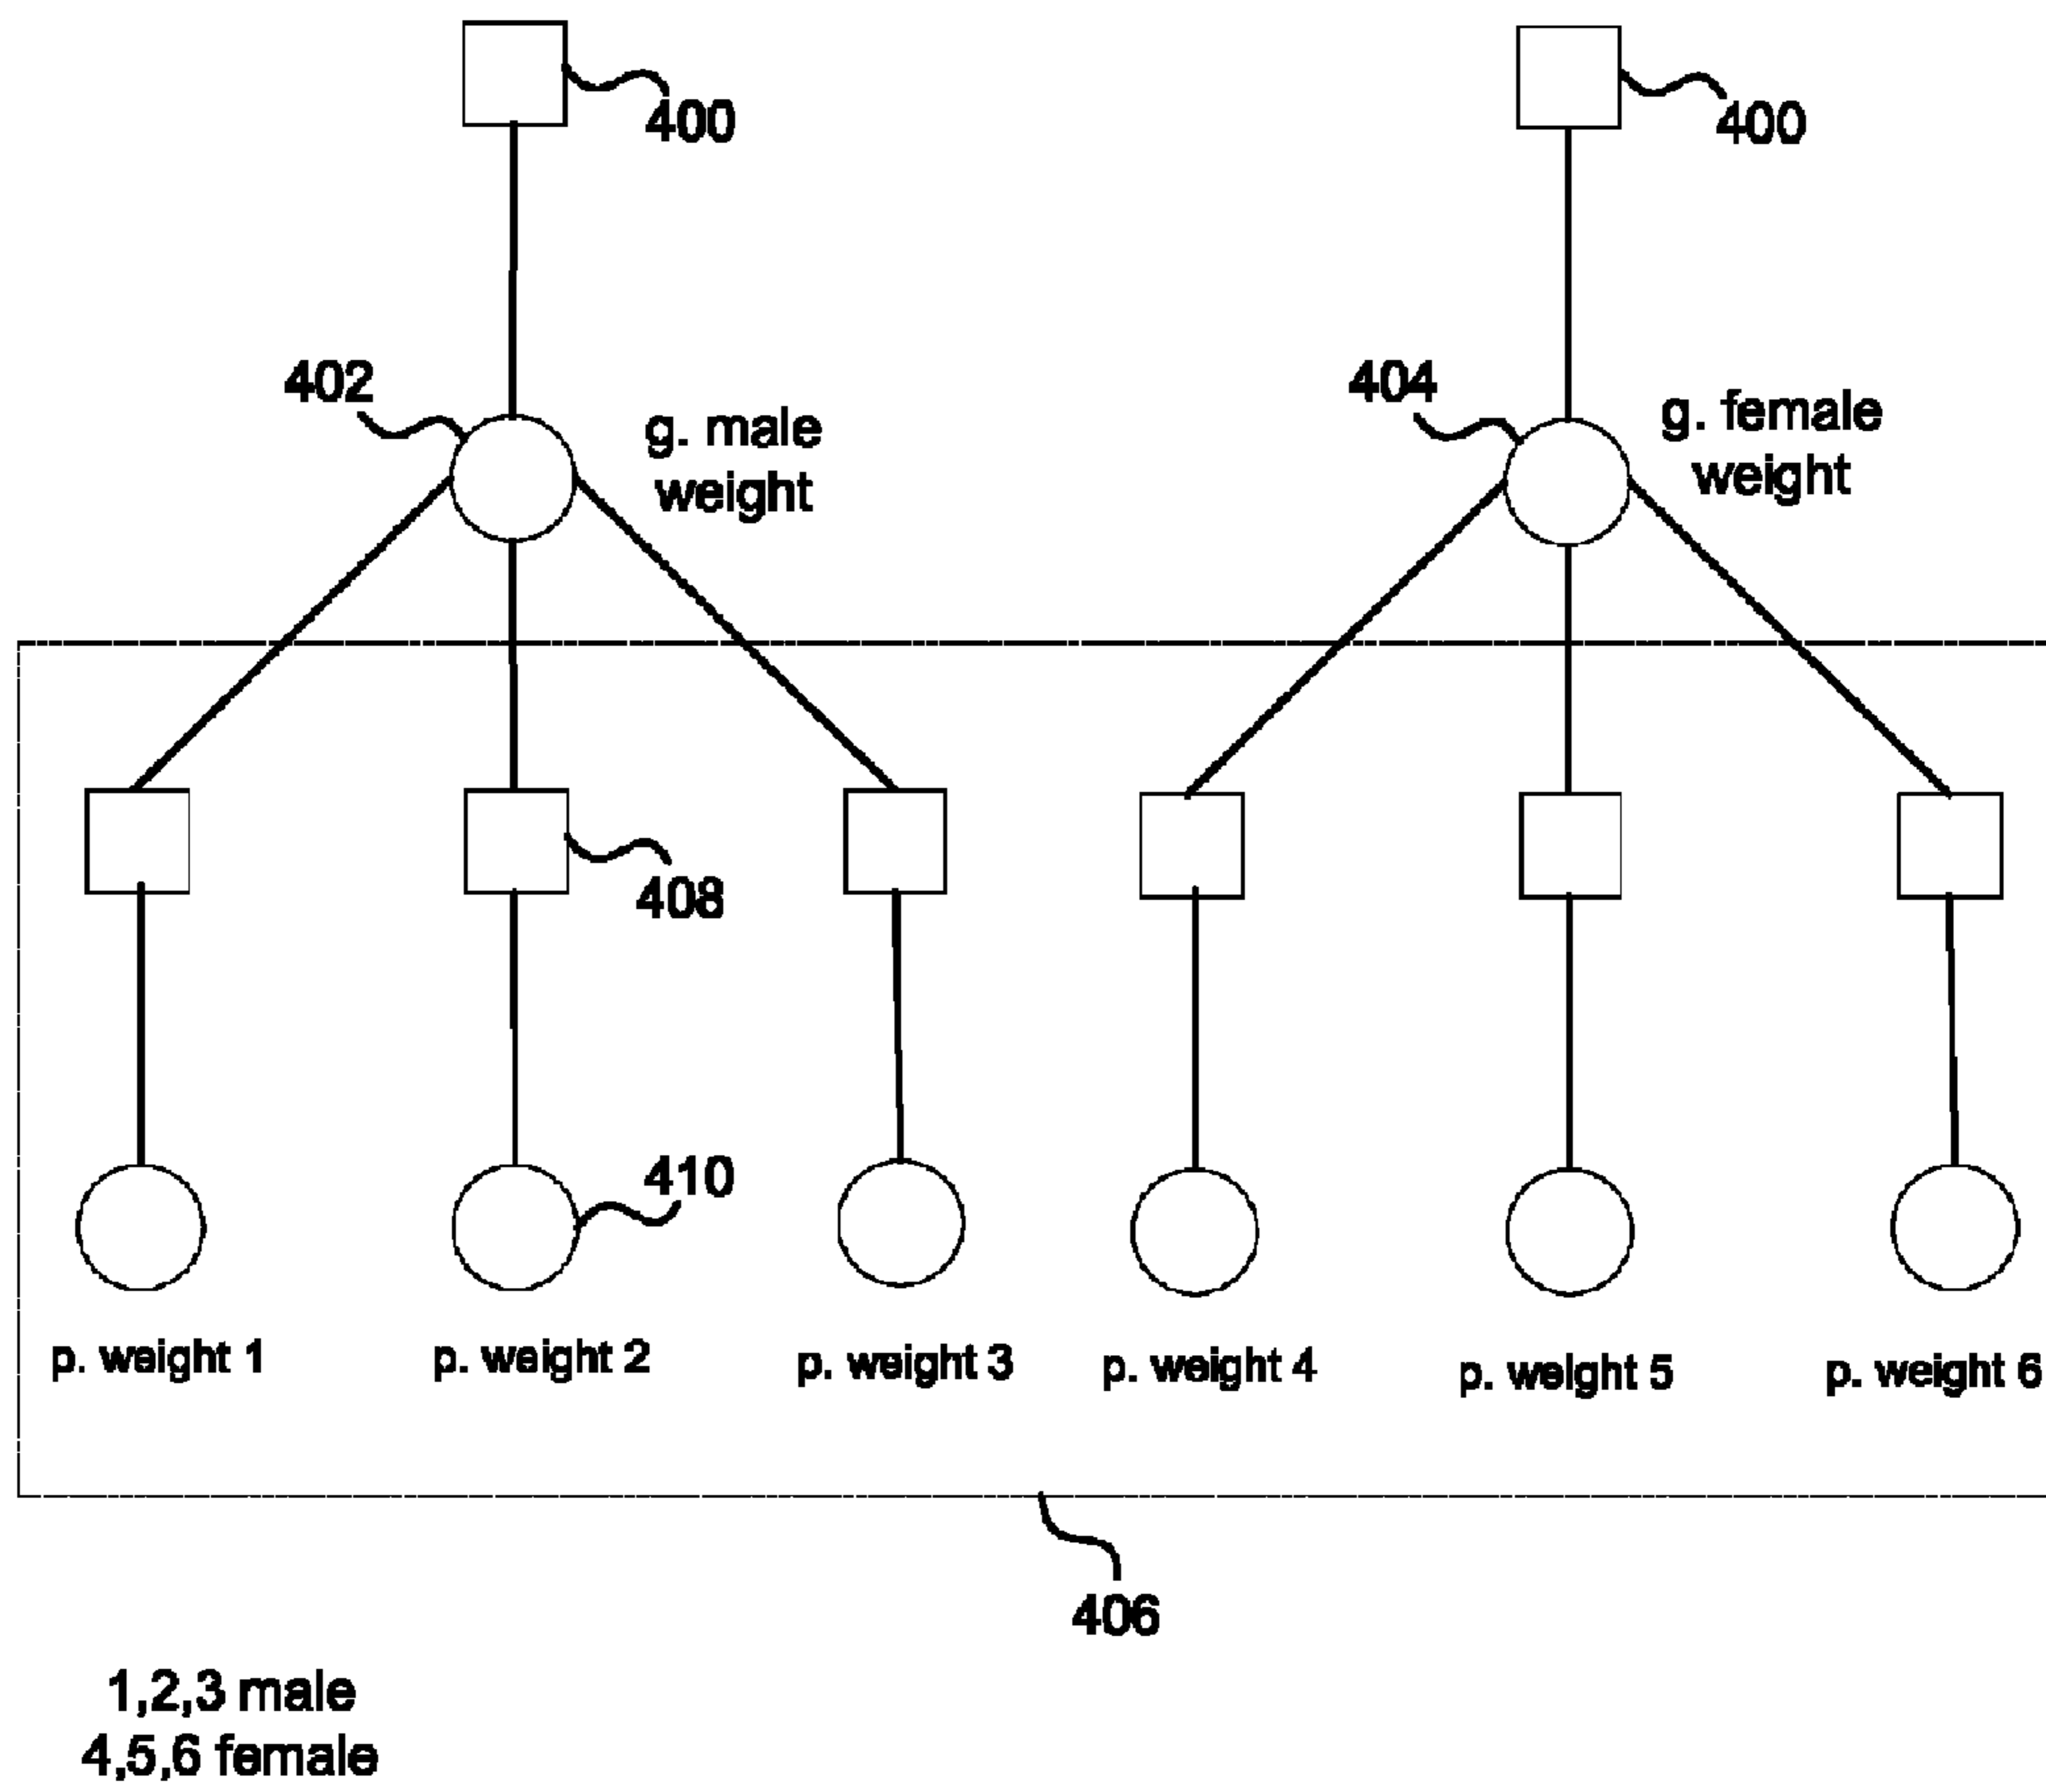 400
400
402
g. male
weight
404
g. female
weight
408
410
p. weight 1
p. weight 2
p. weight 3
p. weight 4
p. weight 5
p. weight 6
406
1,2,3 male
4,5,6 female